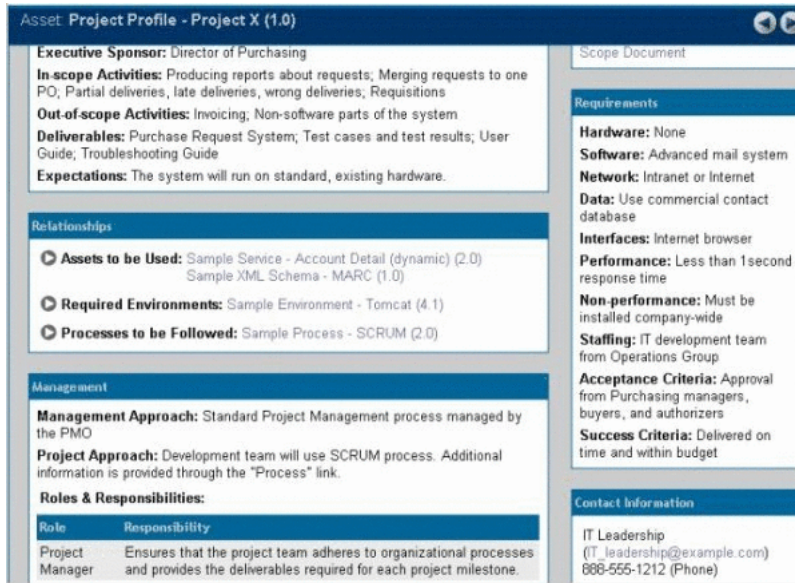 Asset: Project Profile - Project X (1.0)
Executive Sponsor: Director of Purchasing
In-scope Activities: Producing reports about requests; Merging requests to one
PO; Partial deliveries, late deliveries, wrong deliveries; Requisitions
Out-of-scope Activities: Invoicing; Non-software parts of the system
Deliverables: Purchase Request System; Test cases and test results; User
Guide; Troubleshooting Guide
Expectations: The system will run on standard, existing hardware.
Relationships
Assets to be Used: Sample Service - Account Detail (dynamic) (2.0)
Sample XML Schema - MARC (1.0)
Required Environments: Sample Environment - Tomcat (4.1)
Processes to be Followed: Sample Process - SCRUM (2.0)
Management
Management Approach: Standard Project Management process managed by
the PMO
Project Approach: Development team will use SCRUM process. Additional
information is provided through the "Process" link.
Roles & Responsibilities:
Role Responsibility
Project Ensures that the project team adheres to organizational processes
Manager and provides the deliverables required for each project milestone.
Scope Document
Requirements
Hardware: None
Software: Advanced mail system
Network: Intranet or Internet
Data: Use commercial contact
database
Interfaces: Internet browser
Performance: Less than 1second
response time
Non-performance: Must be
installed company-wide
Staffing: IT development team
from Operations Group
Acceptance Criteria: Approval
from Purchasing managers,
buyers, and authorizers
Success Criteria: Delivered on
time and within budget
Contact Information
IT Leadership
(IT_leadership@example.com)
888-555-1212 (Phone)